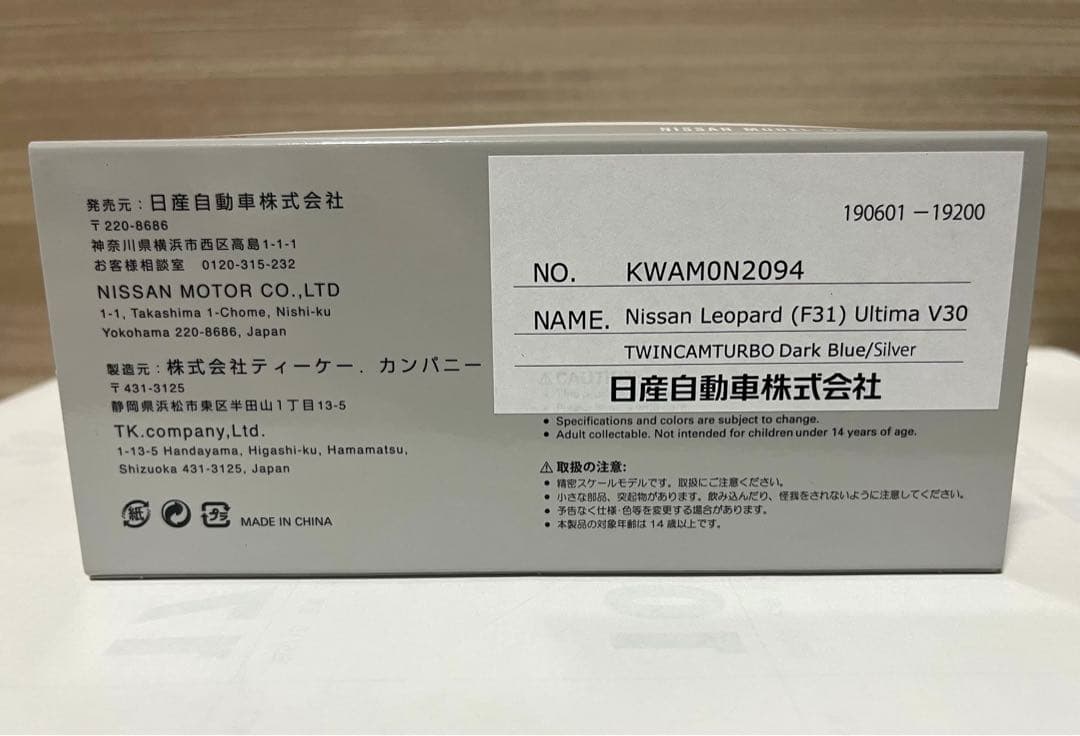 発売元：日産自動車株式会社
〒220-8686
神奈川県横浜市西区高島1-1-1
お客様相談室　0120-315-232
NISSAN MOTOR CO.,LTD
1-1, Takashima 1-Chome, Nishi-ku
Yokohama 220-8686, Japan
製造元：株式会社ティーケー．カンパニー
〒431-3125
静岡県浜松市東区半田山1丁目13-5
TK.company,Ltd.
1-13-5 Handayama, Higashi-ku, Hamamatsu,
Shizuoka 431-3125, Japan
紙
プラ
MADE IN CHINA
190601－19200
NO. KWAM0N2094
NAME. Nissan Leopard (F31) Ultima V30
TWINCAMTURBO Dark Blue/Silver
日産自動車株式会社
• Specifications and colors are subject to change.
• Adult collectable. Not intended for children under 14 years of age.
⚠取扱の注意:
• 精密スケールモデルです。取扱にご注意ください。
• 小さな部品、突起物があります。飲み込んだり、怪我をされないように注意してください。
• 予告なく仕様·色等を変更する場合があります。
• 本製品の対象年齢は14歳以上です。